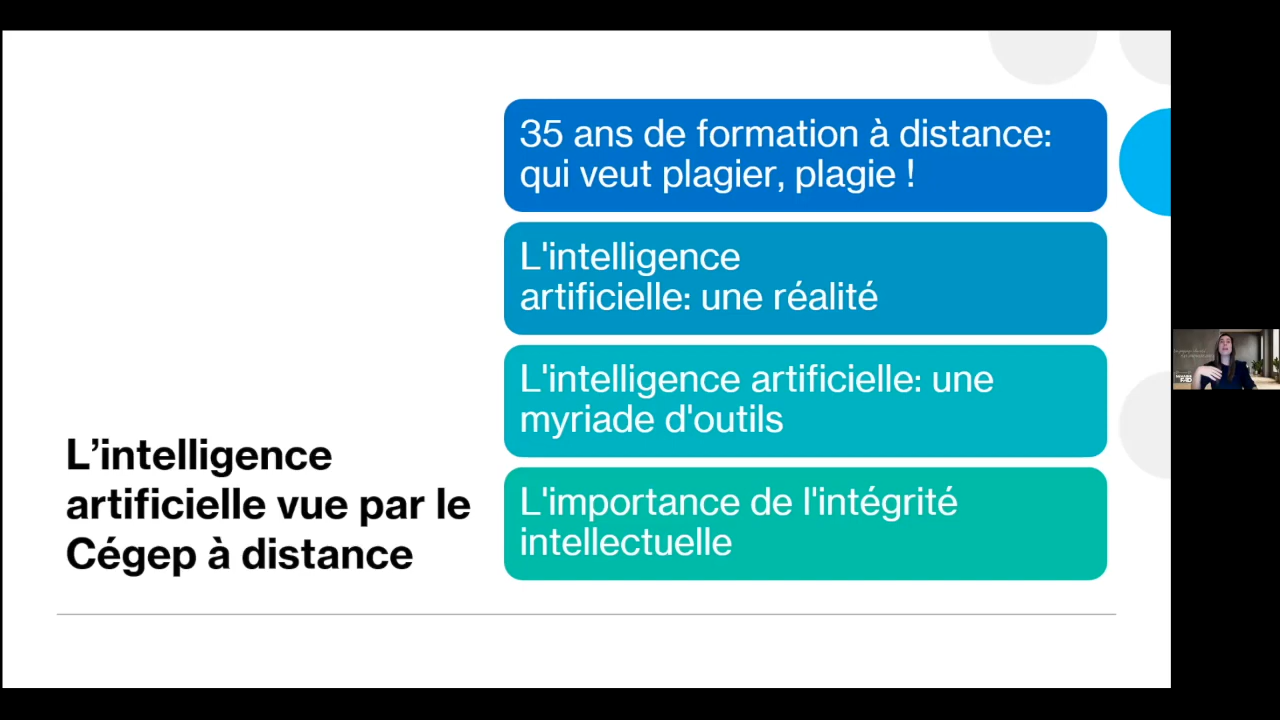 35 ans de formation à distance:
qui veut plagier, plagie !
L'intelligence
artificielle: une réalité
L'intelligence artificielle: une
myriade d'outils
L'importance de l'intégrité
intellectuelle
L’intelligence
artificielle vue par le
Cégep à distance